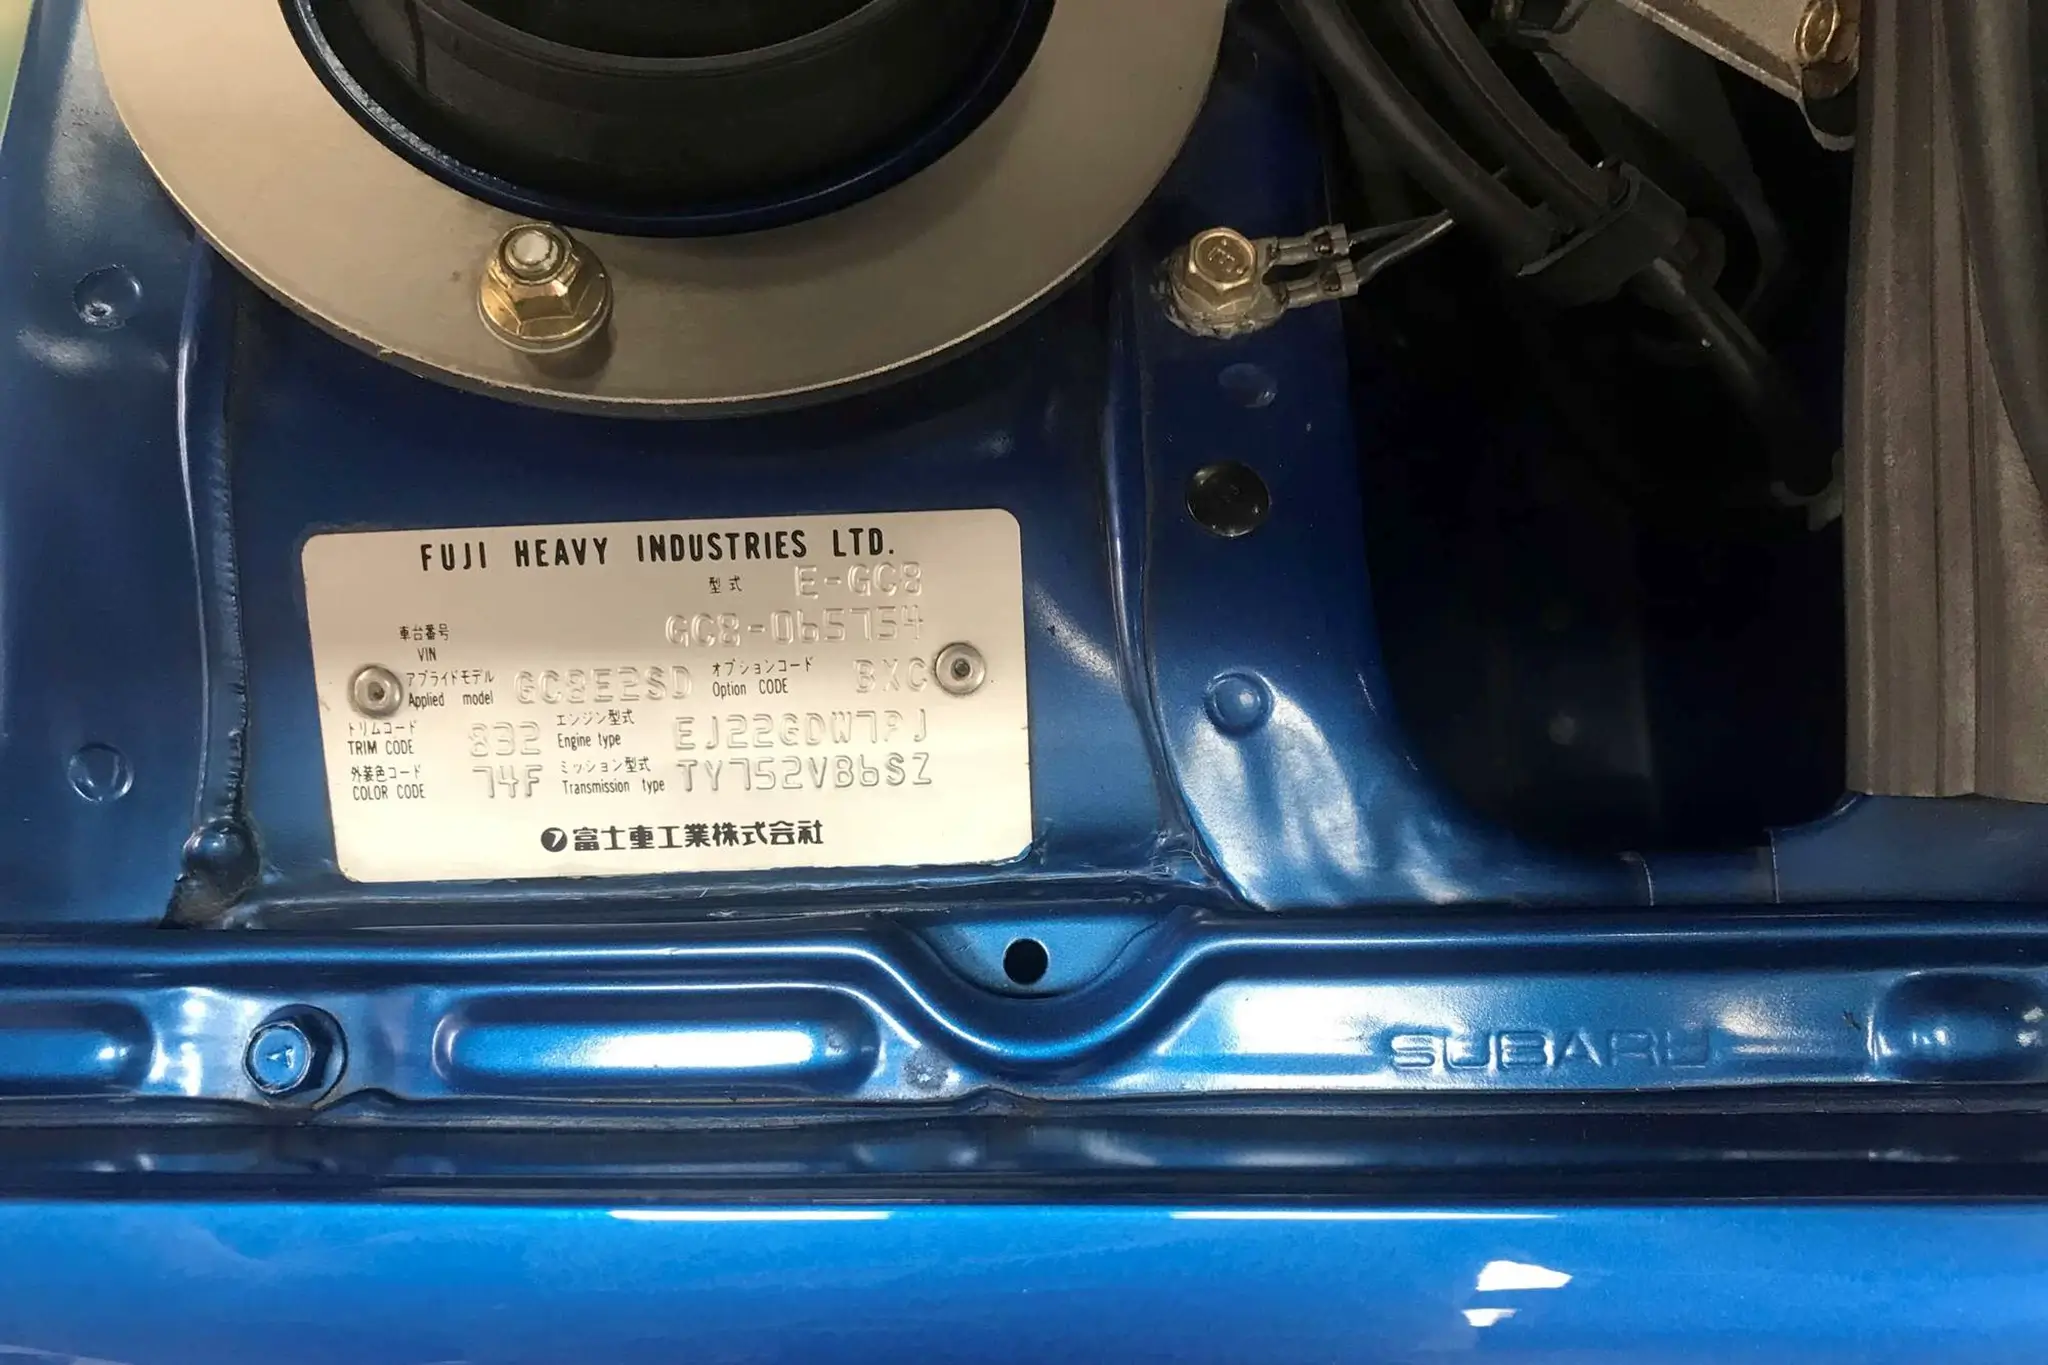 FUJI HEAVY INDUSTRIES LTD.
型式 E-GC8
車台番号 GC8-065754
VIN
アプライドモデル GC8E2SD オプションコード BXC
Applied model Option CODE
トリムコード 832 エンジン型式 EJ22GDW7PJ
TRIM CODE Engine type
外装色コード 74F ミッション型式 TY752VB6SZ
COLOR CODE Transmission type
富士重工業株式会社
SUBARU